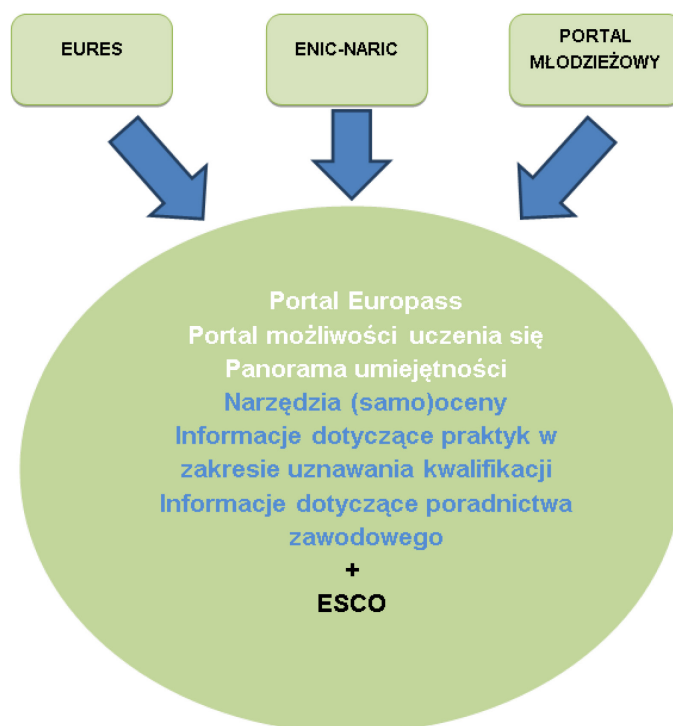 EURES
ENIC-NARIC
PORTAL
MŁODZIEŻOWY
Portal Europass
Portal możliwości uczenia się
Panorama umiejętności
Narzędzia (samo)oceny
Informacje dotyczące praktyk w
zakresie uznawania kwalifikacji
Informacje dotyczące poradnictwa
zawodowego
+
ESCO